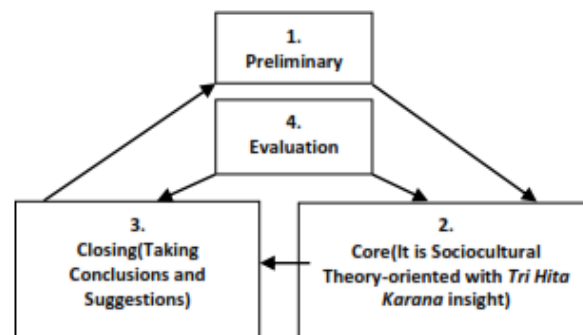 1.
Preliminary
4.
Evaluation
3.
Closing(Taking
Conclusions and
Suggestions)
2.
Core(It is Sociocultural
Theory-oriented with Tri Hita
Karana insight)